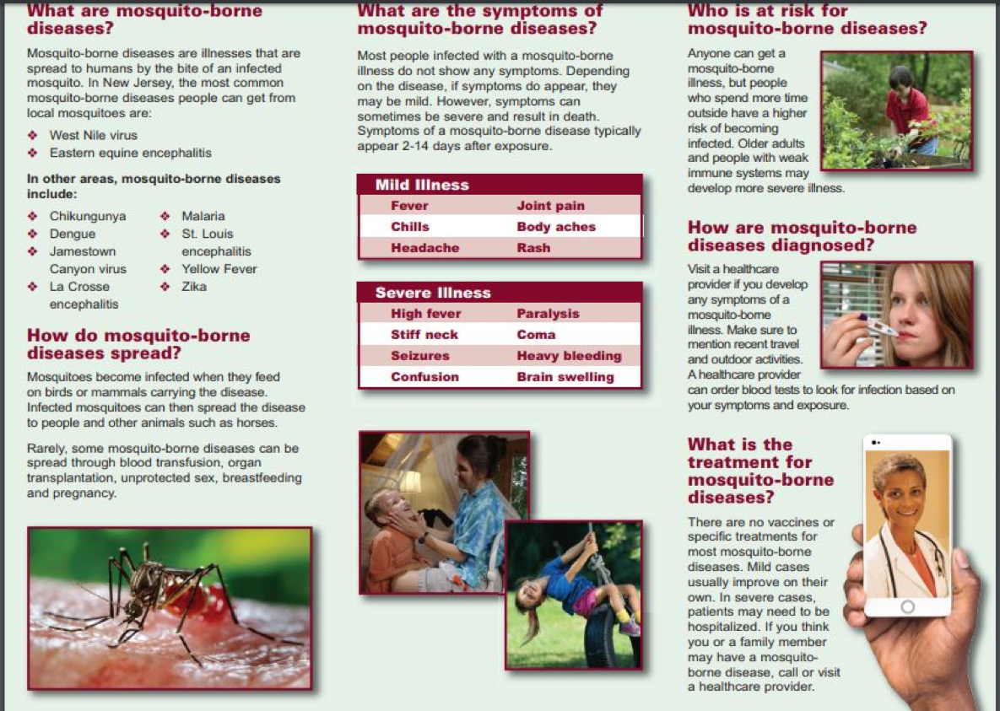 What are mosquito-borne
diseases?
Mosquito-borne diseases are illnesses that are
spread to humans by the bite of an infected
mosquito. In New Jersey, the most common
mosquito-borne diseases people can get from
local mosquitoes are:
❖ West Nile virus
❖ Eastern equine encephalitis
In other areas, mosquito-borne diseases
include:
❖ Chikungunya
❖ Dengue
❖ Jamestown
Canyon virus
❖ La Crosse
encephalitis
❖ Malaria
❖ St. Louis
encephalitis
❖ Yellow Fever
❖ Zika
How do mosquito-borne
diseases spread?
Mosquitoes become infected when they feed
on birds or mammals carrying the disease.
Infected mosquitoes can then spread the disease
to people and other animals such as horses.
Rarely, some mosquito-borne diseases can be
spread through blood transfusion, organ
transplantation, unprotected sex, breastfeeding
and pregnancy.
What are the symptoms of
mosquito-borne diseases?
Most people infected with a mosquito-borne
illness do not show any symptoms. Depending
on the disease, if symptoms do appear, they
may be mild. However, symptoms can
sometimes be severe and result in death.
Symptoms of a mosquito-borne disease typically
appear 2-14 days after exposure.
Mild Illness
Fever Joint pain
Chills Body aches
Headache Rash
Severe Illness
High fever Paralysis
Stiff neck Coma
Seizures Heavy bleeding
Confusion Brain swelling
Who is at risk for
mosquito-borne diseases?
Anyone can get a
mosquito-borne
illness, but people
who spend more time
outside have a higher
risk of becoming
infected. Older adults
and people with weak
immune systems may
develop more severe illness.
How are mosquito-borne
diseases diagnosed?
Visit a healthcare
provider if you develop
any symptoms of a
mosquito-borne
illness. Make sure to
mention recent travel
and outdoor activities.
A healthcare provider
can order blood tests to look for infection based on
your symptoms and exposure.
What is the
treatment for
mosquito-borne
diseases?
There are no vaccines or
specific treatments for
most mosquito-borne
diseases. Mild cases
usually improve on their
own. In severe cases,
patients may need to be
hospitalized. If you think
you or a family member
may have a mosquito-
borne disease, call or visit
a healthcare provider.